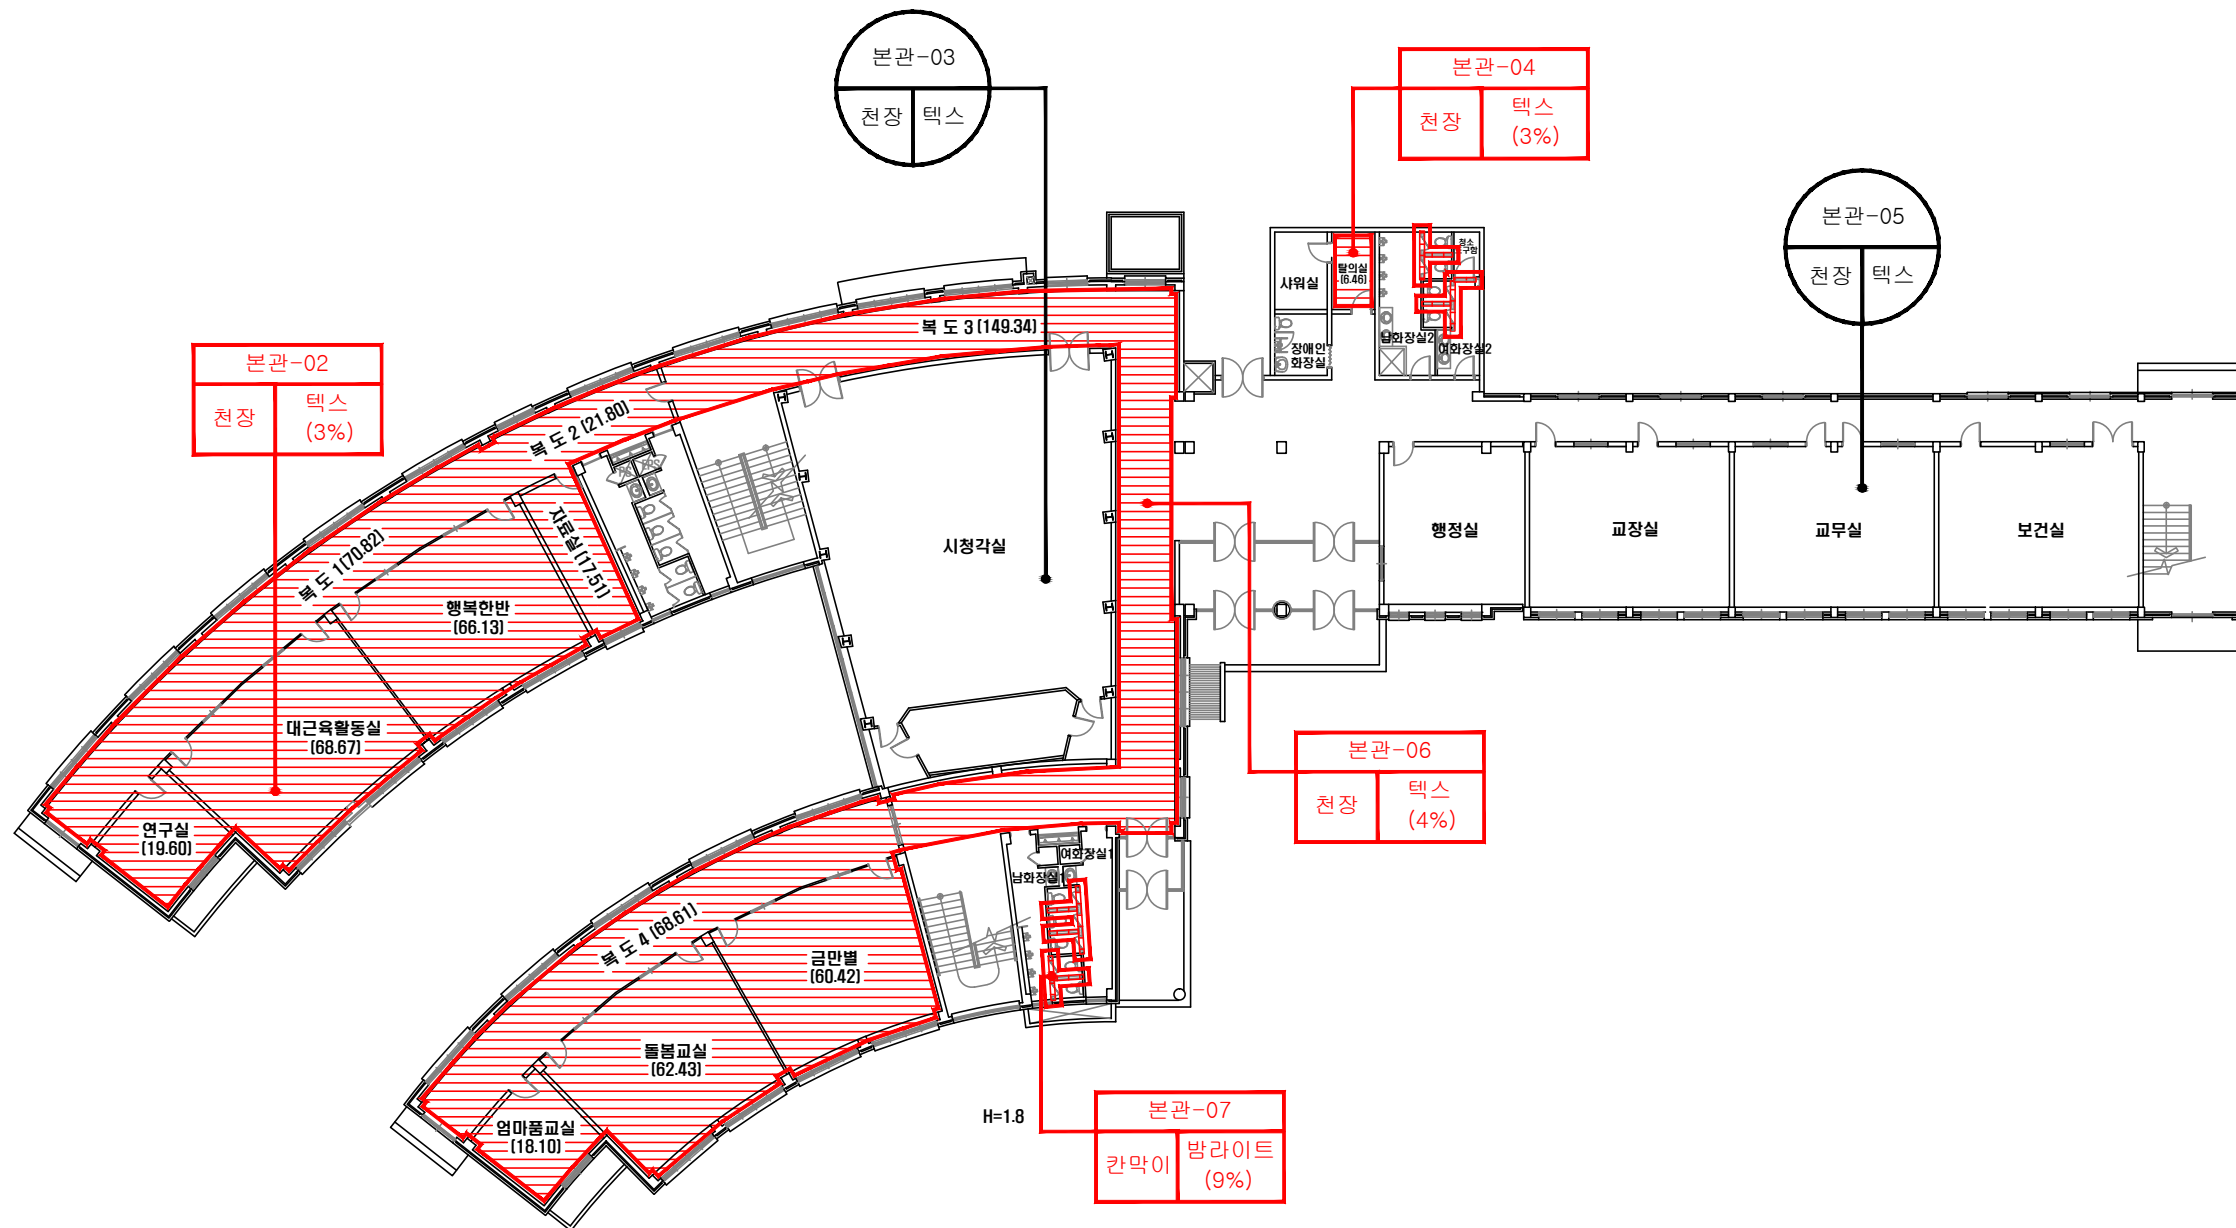 본관-03
천장 텍스
본관-04
천장 텍스
(3%)
본관-05
천장 텍스
본관-02
천장 텍스
(3%)
샤워실
탈의실
(6.46)
청소
구함
장애인
화장실
남화장실2
여화장실2
복 도 3 (149.34)
복 도 2 (21.80)
복 도 1 (70.82)
자료실 (17.51)
행복한반
(66.13)
대근육활동실
(68.67)
연구실
(19.60)
시청각실
행정실
교장실
교무실
보건실
본관-06
천장 텍스
(4%)
여화장실1
남화장실1
복 도 4 (68.61)
금만별
(60.42)
돌봄교실
(62.43)
엄마품교실
(18.10)
H=1.8
본관-07
칸막이 밤라이트
(9%)